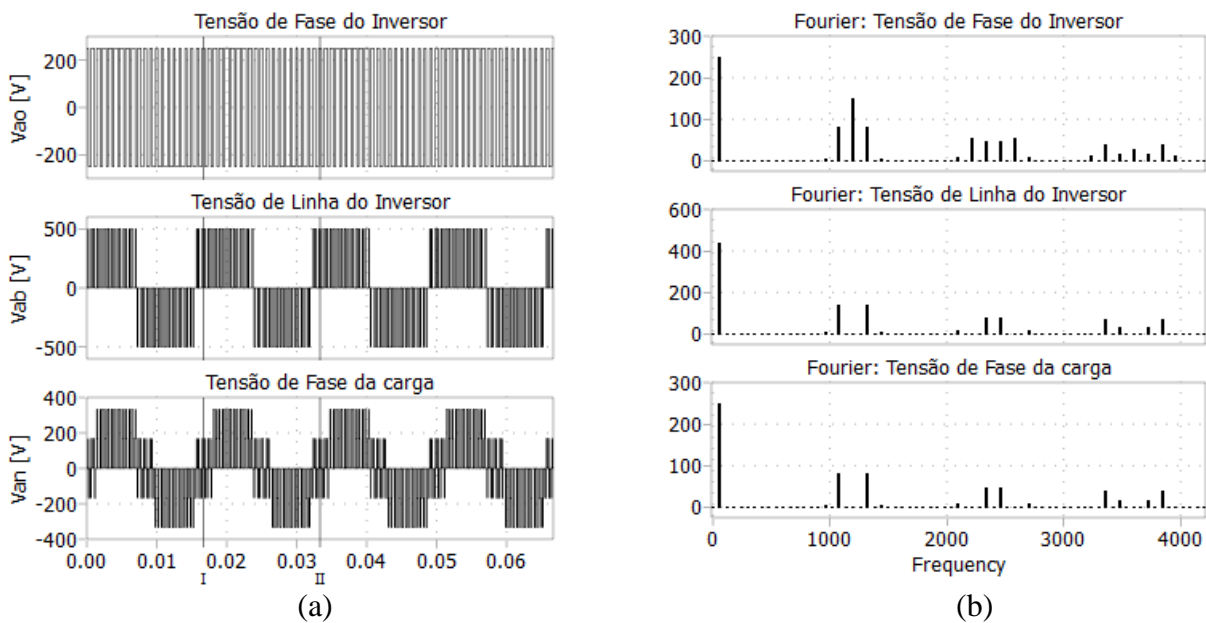 Tensão de Fase do Inversor
Vao [V]
200
0
-200
Tensão de Linha do Inversor
Vab [V]
500
0
-500
Tensão de Fase da carga
Van [V]
400
200
0
-200
-400
0.00 0.01 0.02 0.03 0.04 0.05 0.06
I II
(a)
Fourier: Tensão de Fase do Inversor
300
200
100
0
Fourier: Tensão de Linha do Inversor
600
400
200
0
Fourier: Tensão de Fase da carga
300
200
100
0
0 1000 2000 3000 4000
Frequency
(b)